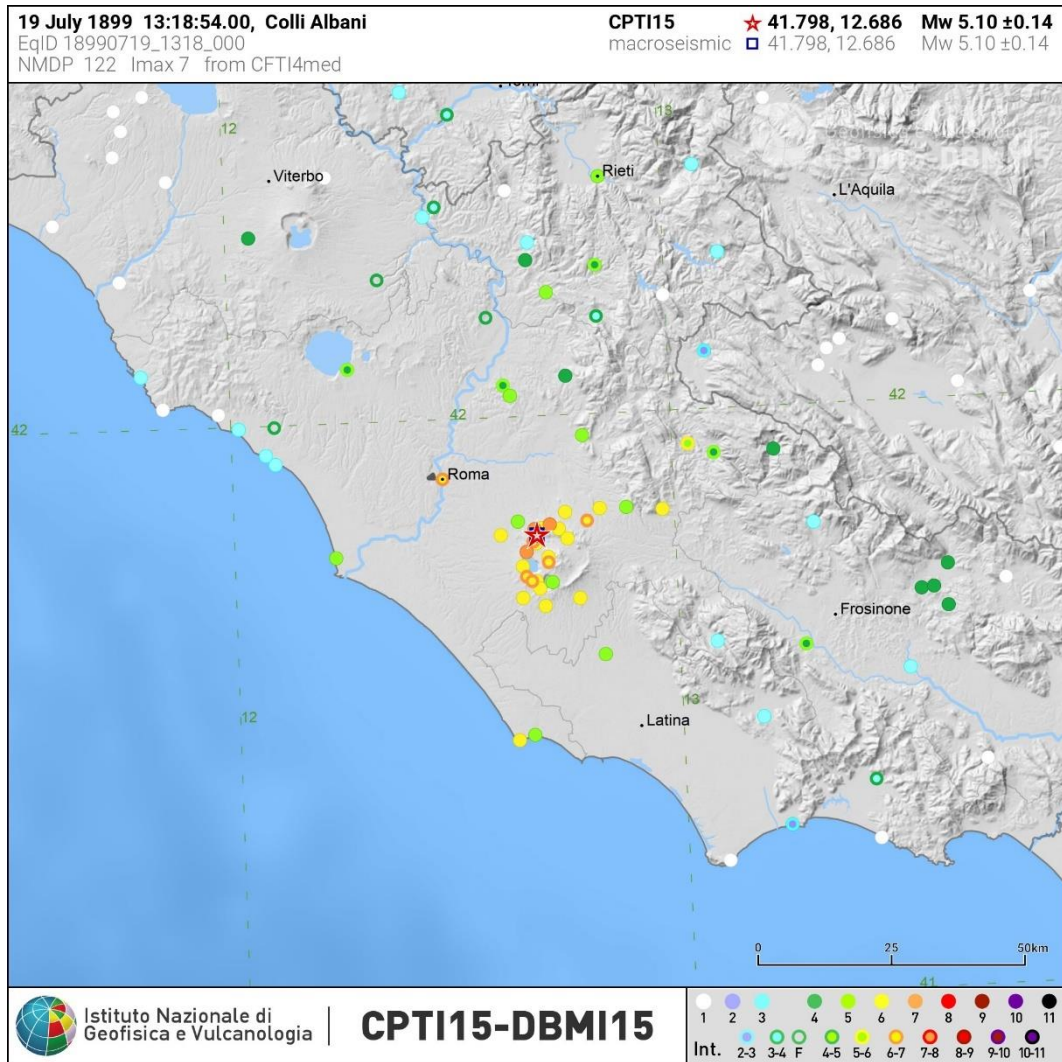 19 July 1899 13:18:54.00, Colli Albani
EqID 18990719_1318_000
NMDP 122 Imax 7 from CFTI4med
CPTI15 41.798, 12.686 Mw 5.10 ±0.14
macroseismic 41.798, 12.686 Mw 5.10 ±0.14
12
13
Viterbo
Rieti
L'Aquila
42
42
42
Roma
Frosinone
12
13
Latina
0 25 50km
41
Istituto Nazionale di
Geofisica e Vulcanologia
CPTI15-DBMI15
1 2 3 4 5 6 7 8 9 10 11
Int. 2-3 3-4 F 4-5 5-6 6-7 7-8 8-9 9-10 10-11